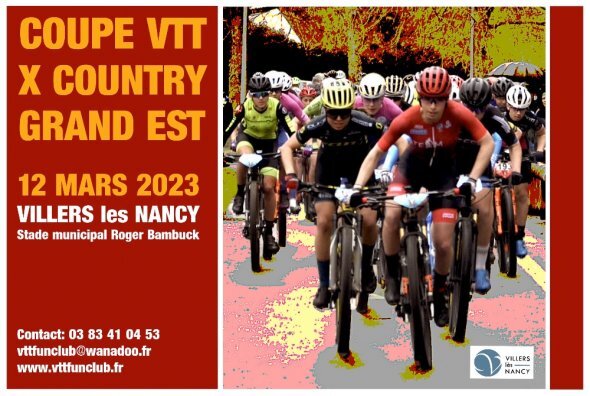 COUPE VTT
X COUNTRY
GRAND EST
12 MARS 2023
VILLERS les NANCY
Stade municipal Roger Bambuck
Contact: 03 83 41 04 53
vttfunclub@wanadoo.fr
www.vttfunclub.fr
VILLERS
lès
NANCY